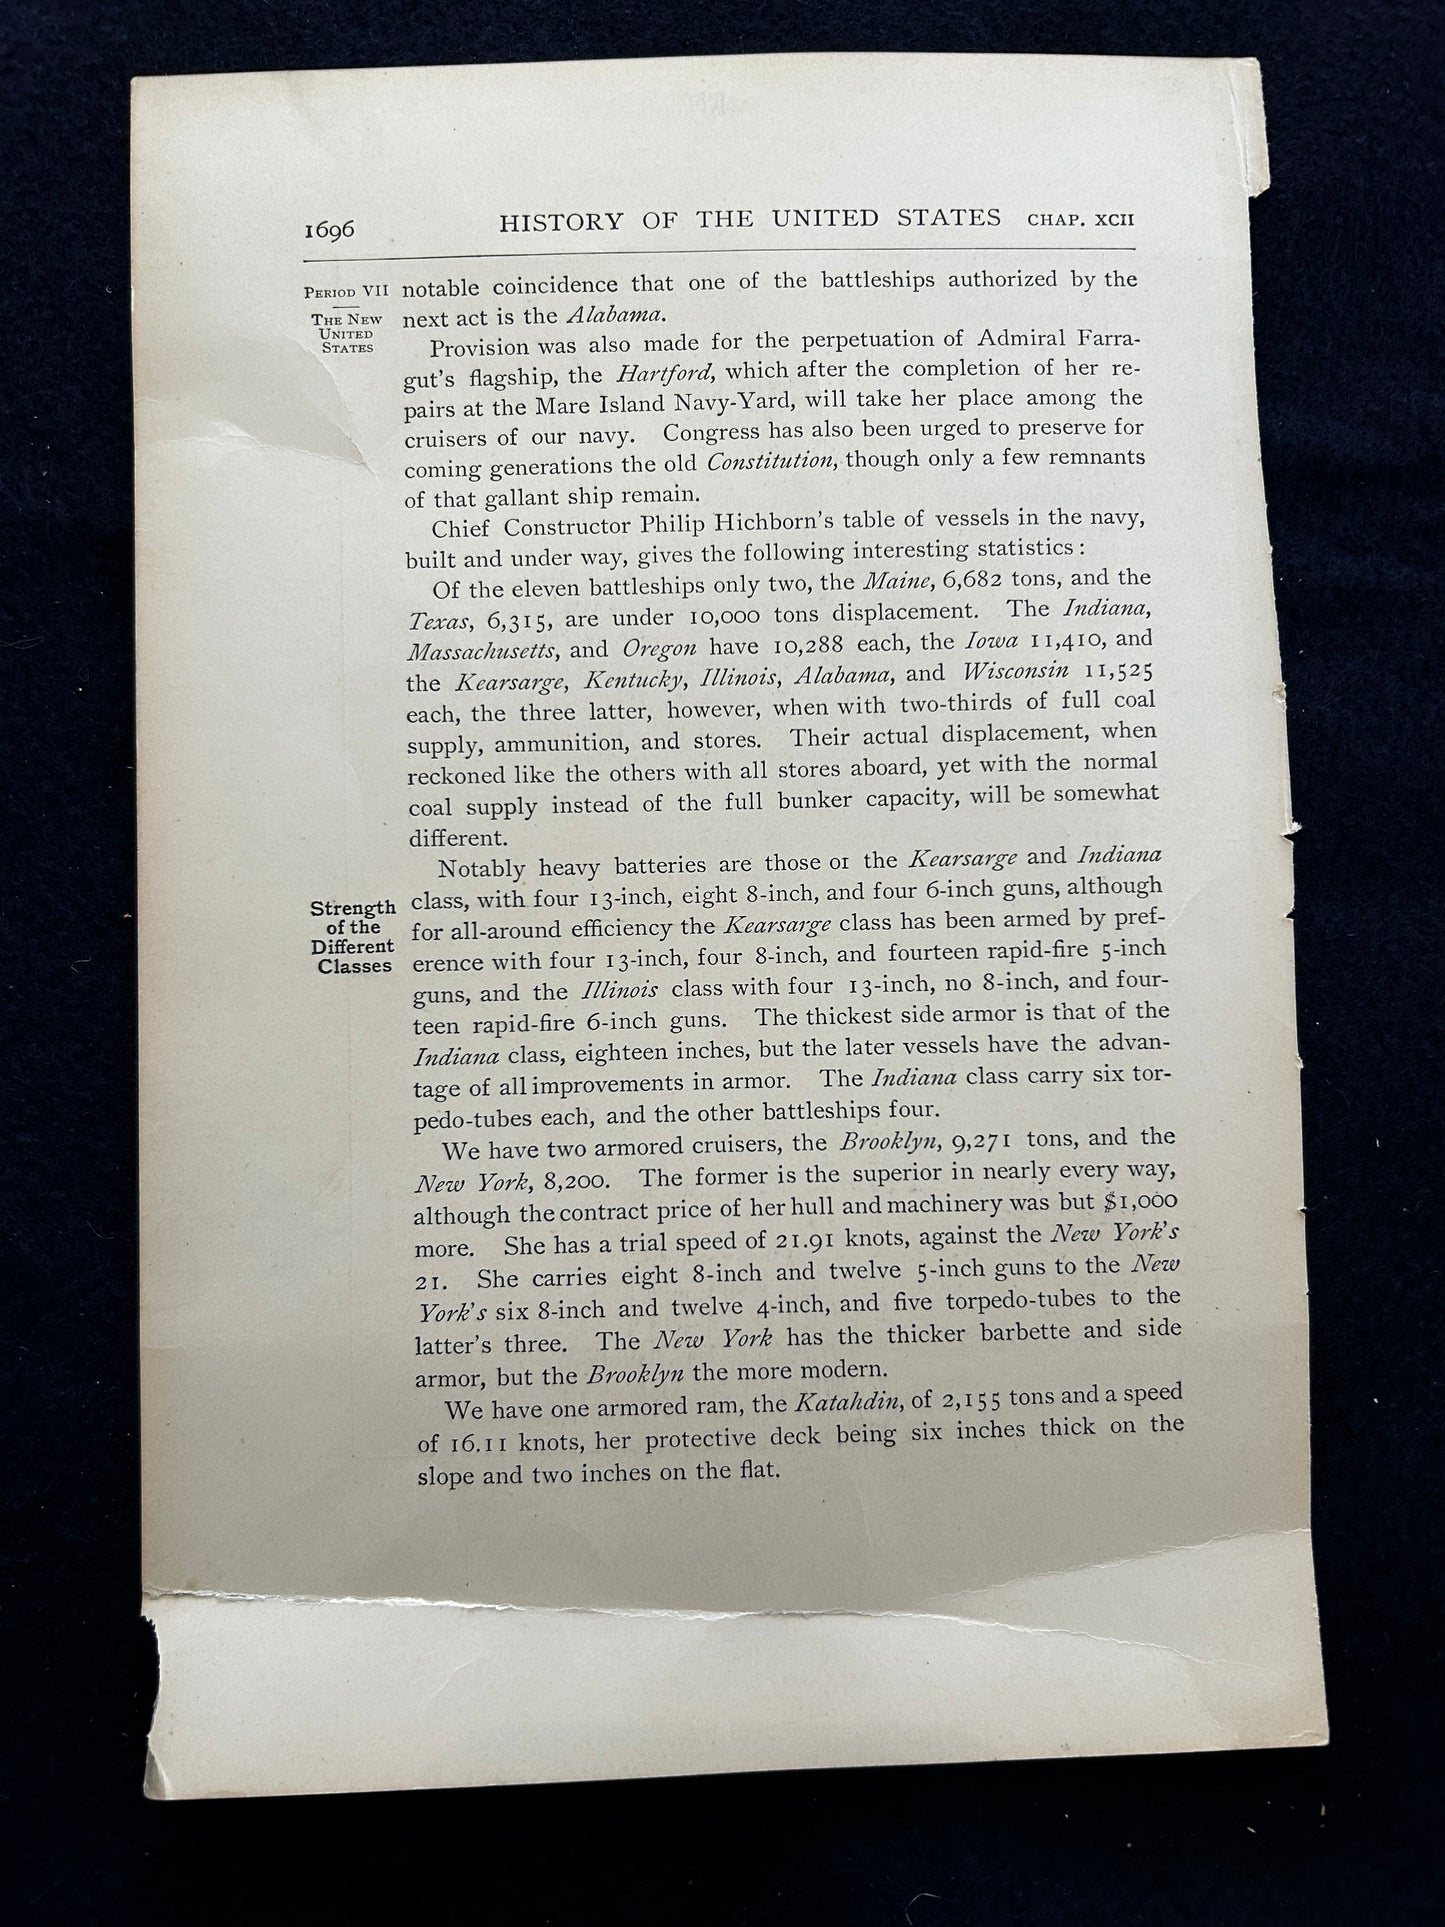 1696 HISTORY OF THE UNITED STATES CHAP. XCII
PERIOD VII
THE NEW
UNITED
STATES
notable coincidence that one of the battleships authorized by the
next act is the Alabama.
Provision was also made for the perpetuation of Admiral Farra-
gut's flagship, the Hartford, which after the completion of her re-
pairs at the Mare Island Navy-Yard, will take her place among the
cruisers of our navy. Congress has also been urged to preserve for
coming generations the old Constitution, though only a few remnants
of that gallant ship remain.
Chief Constructor Philip Hichborn's table of vessels in the navy,
built and under way, gives the following interesting statistics:
Of the eleven battleships only two, the Maine, 6,682 tons, and the
Texas, 6,315, are under 10,000 tons displacement. The Indiana,
Massachusetts, and Oregon have 10,288 each, the Iowa 11,410, and
the Kearsarge, Kentucky, Illinois, Alabama, and Wisconsin 11,525
each, the three latter, however, when with two-thirds of full coal
supply, ammunition, and stores. Their actual displacement, when
reckoned like the others with all stores aboard, yet with the normal
coal supply instead of the full bunker capacity, will be somewhat
different.
Strength
of the
Different
Classes
Notably heavy batteries are those of the Kearsarge and Indiana
class, with four 13-inch, eight 8-inch, and four 6-inch guns, although
for all-around efficiency the Kearsarge class has been armed by pref-
erence with four 13-inch, four 8-inch, and fourteen rapid-fire 5-inch
guns, and the Illinois class with four 13-inch, no 8-inch, and four-
teen rapid-fire 6-inch guns. The thickest side armor is that of the
Indiana class, eighteen inches, but the later vessels have the advan-
tage of all improvements in armor. The Indiana class carry six tor-
pedo-tubes each, and the other battleships four.
We have two armored cruisers, the Brooklyn, 9,271 tons, and the
New York, 8,200. The former is the superior in nearly every way,
although the contract price of her hull and machinery was but $1,000
more. She has a trial speed of 21.91 knots, against the New York's
21. She carries eight 8-inch and twelve 5-inch guns to the New
York's six 8-inch and twelve 4-inch, and five torpedo-tubes to the
latter's three. The New York has the thicker barbette and side
armor, but the Brooklyn the more modern.
We have one armored ram, the Katahdin, of 2,155 tons and a speed
of 16.11 knots, her protective deck being six inches thick on the
slope and two inches on the flat.